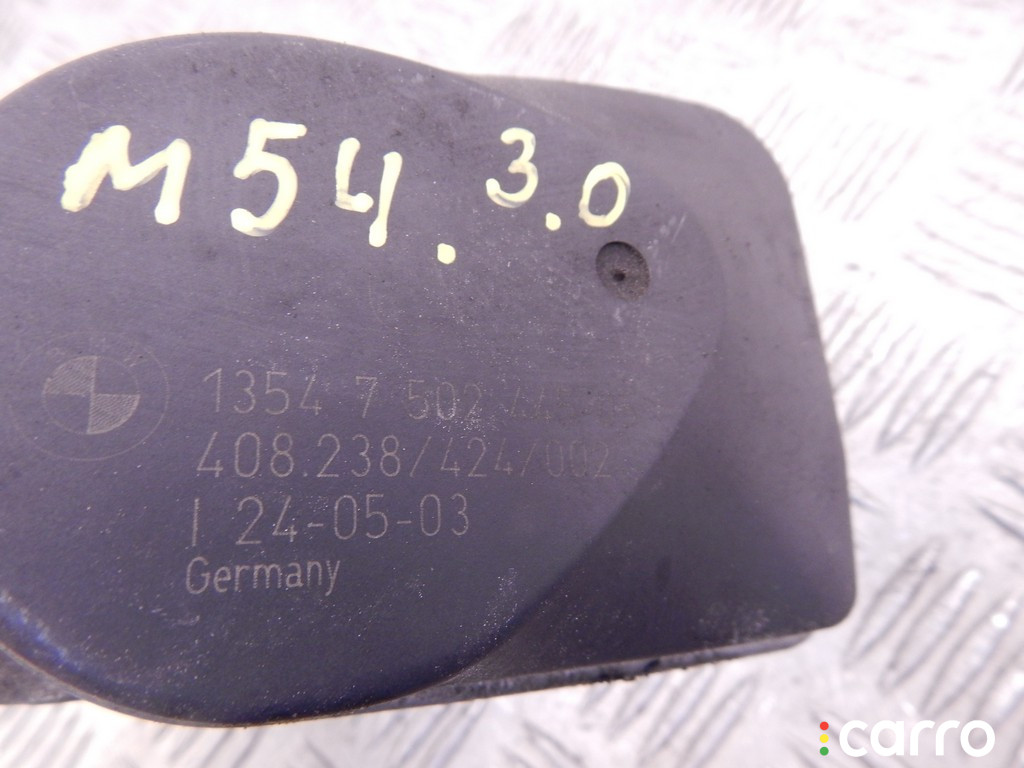 M54. 3.0
1354 7 502
408.238/424/002
I 24-05-03
Germany
carro